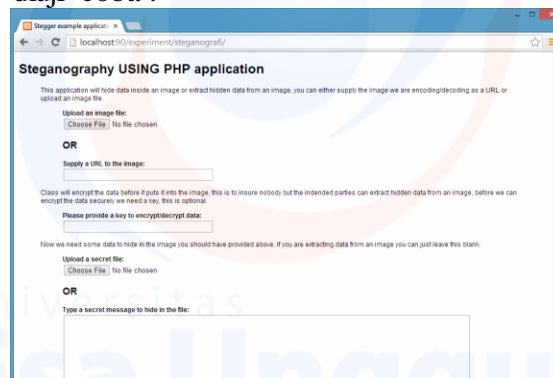 diuji coba :
Stegger example applicati ×
localhost:90/experiment/steganografi/
Steganography USING PHP application
This application will hide data inside an image or extract hidden data from an image, you can either supply the image we are encoding/decoding as a URL or
upload an image file.
Upload an image file:
Choose File No file chosen
OR
Supply a URL to the image:
Class will encrypt the data before it puts it into the image, this is to insure nobody but the indended parties can extract hidden data from an image, before we can
encrypt the data securely we need a key, this is optional.
Please provide a key to encrypt/decrypt data:
Now we need some data to hide in the image you should have provided above, if you are extracting data from an image you can just leave this blank.
Upload a secret file:
Choose File No file chosen
OR
Type a secret message to hide in the file:
niversitas
sa Unggu